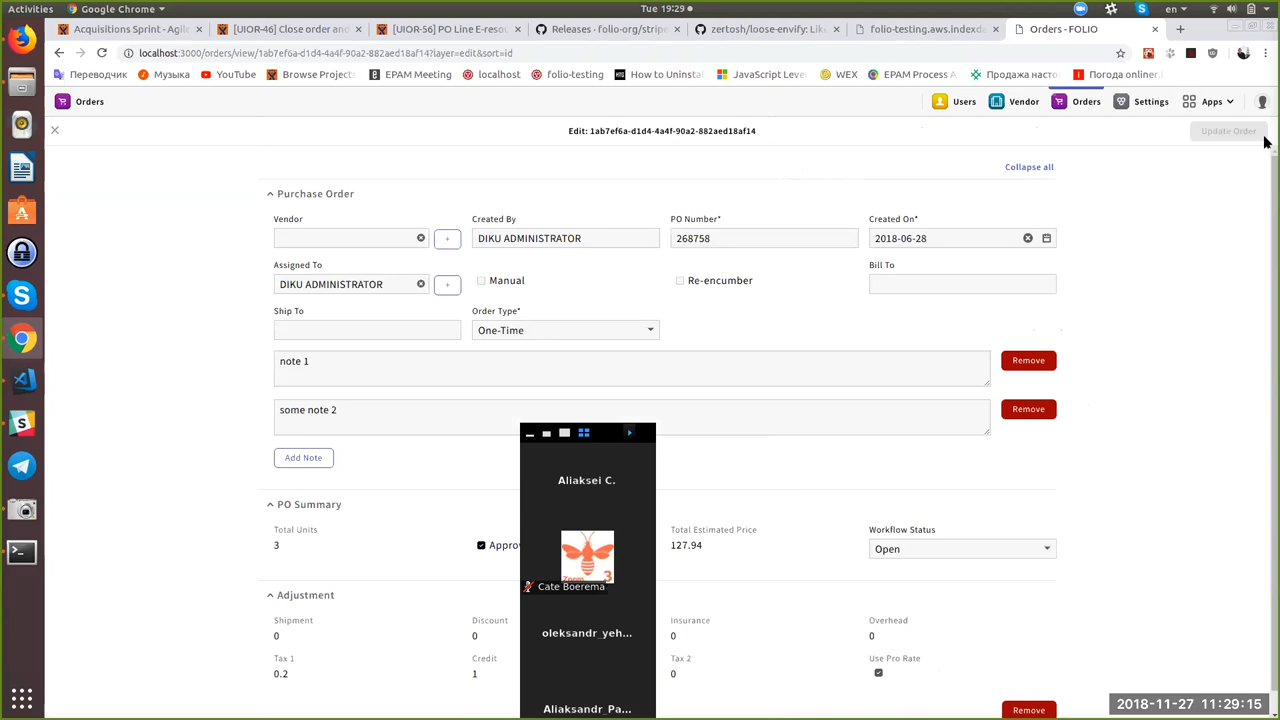 Activities
Google Chrome
Tue 19:29
en
Acquisitions Sprint - Agil
[UIOR-46] Close order and
[UIOR-56] PO Line E-reso
Releases · folio-org/stripe
zertosh/loose-envify: Lik
folio-testing.aws.indexda
Orders - FOLIO
localhost:3000/orders/view/1ab7ef6a-d1d4-4a4f-90a2-882aed18af14?layer=edit&sort=id
Переводчик
Музыка
YouTube
Browse Project
EPAM Meet
localhost
folio-testing
How to Uninst
JavaScript Lev
WEX
EPAM Process
Продажа наст
Погода onliner.
Orders
Users
Vendor
Orders
Settings
Apps
Edit: 1ab7ef6a-d1d4-4a4f-90a2-882aed18af14
Update Order
Collapse all
Purchase Order
Vendor
Created By
PO Number*
Created On*
+
DIKU ADMINISTRATOR
268758
2018-06-28
Assigned To
Bill To
DIKU ADMINISTRATOR
+
Manual
Re-encumber
Ship To
Order Type*
One-Time
note 1
Remove
some note 2
Remove
Add Note
Aliaksei C.
PO Summary
Total Units
Total Estimated Price
Workflow Status
3
Appro
127.94
Open
3
Cate Boerema
Adjustment
Shipment
Discount
Insurance
Overhead
0
0
0
0
oleksandr_yeh...
Tax 1
Credit
Tax 2
Use Pro Rate
0.2
1
0
Aliaksandr_Pa...
Remove
2018-11-27 11:29:15